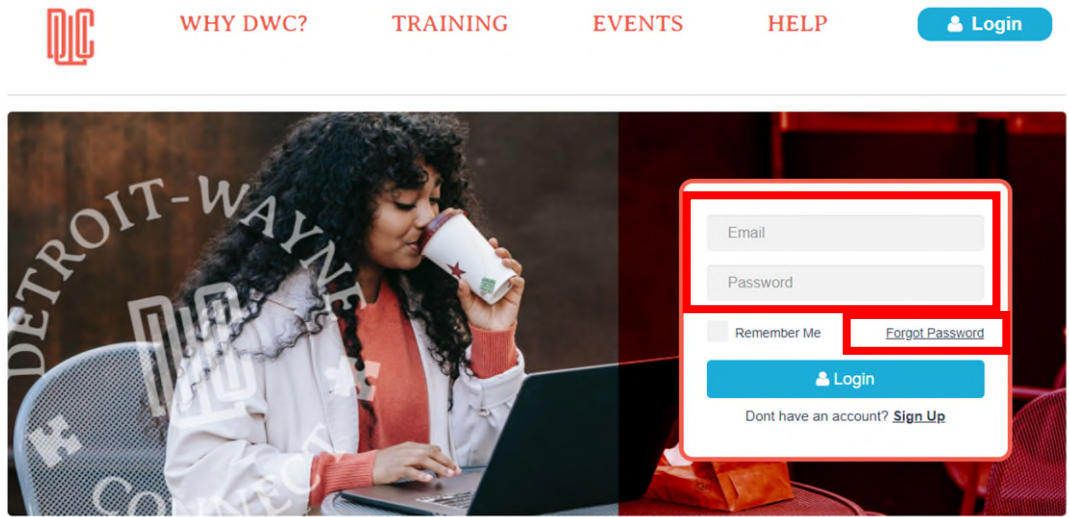 DWC
WHY DWC?
TRAINING
EVENTS
HELP
Login
DETROIT-WAYNE
DWC
CONNECT
Email
Password
Remember Me
Forgot Password
Login
Dont have an account? Sign Up